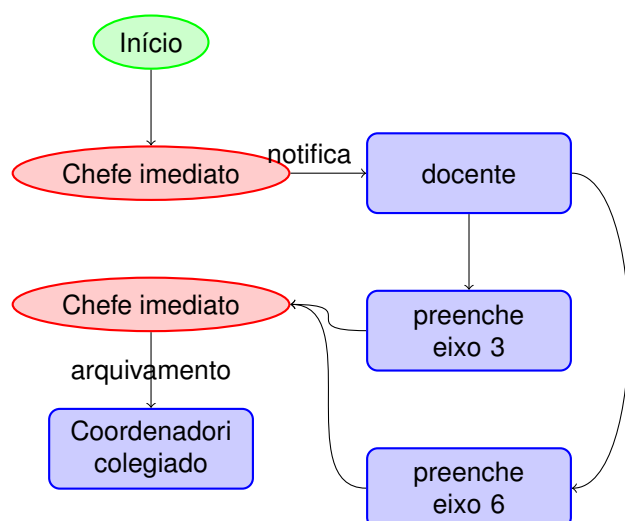 Início
notifica
Chefe imediato
docente
Chefe imediato
preenche
eixo 3
arquivamento
Coordenadori
colegiado
preenche
eixo 6